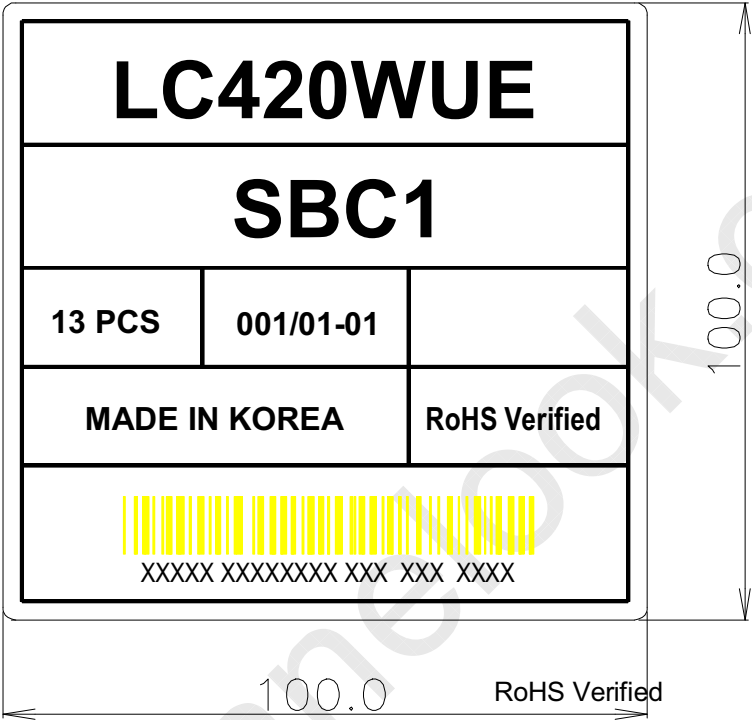 LC420WUE
SBC1
13 PCS 001/01-01
MADE IN KOREA RoHS Verified
XXXXX XXXXXXXX XXX XXX XXXX
100.0
100.0
RoHS Verified